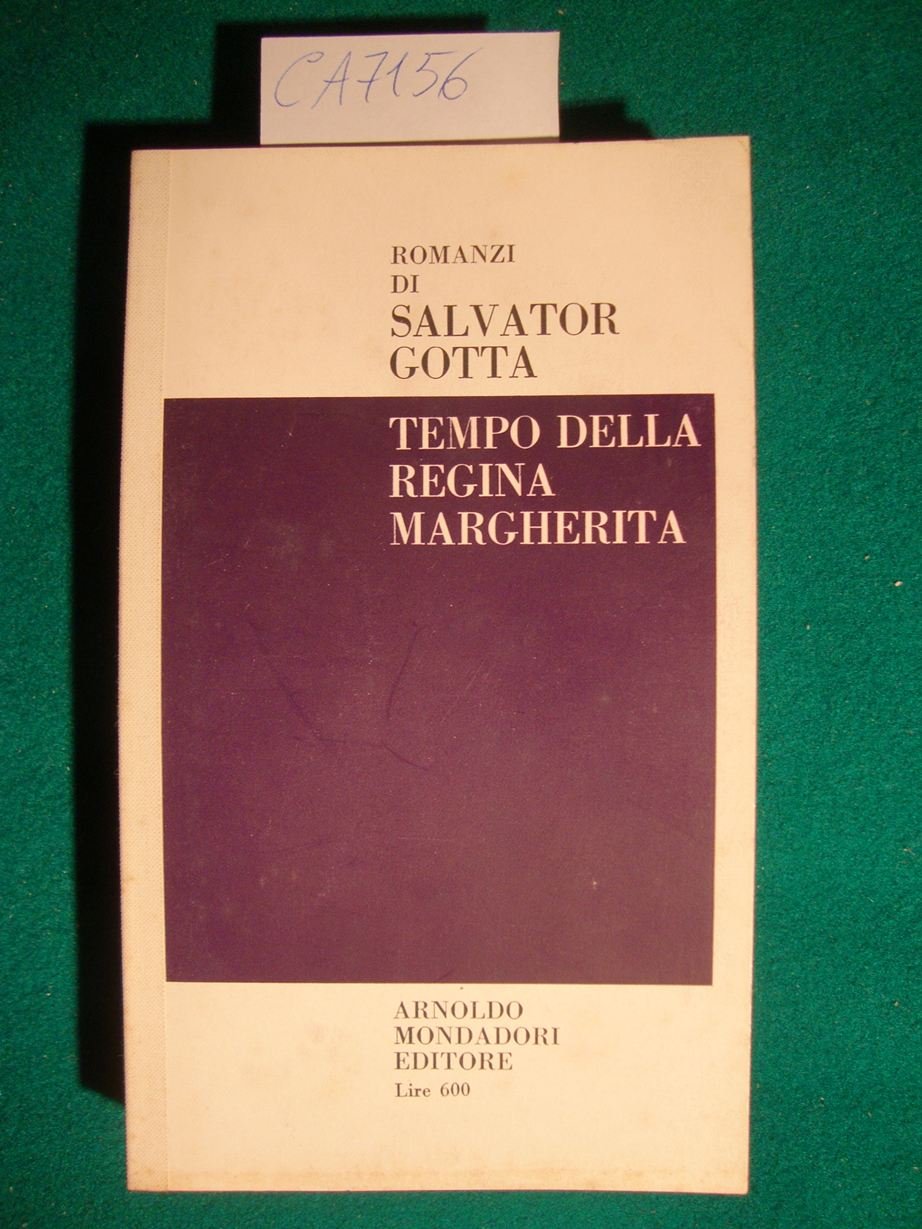 CA7156
ROMANZI
DI
SALVATOR
GOTTA
TEMPO DELLA
REGINA
MARGHERITA
ARNOLDO
MONDADORI
EDITORE
Lire 600